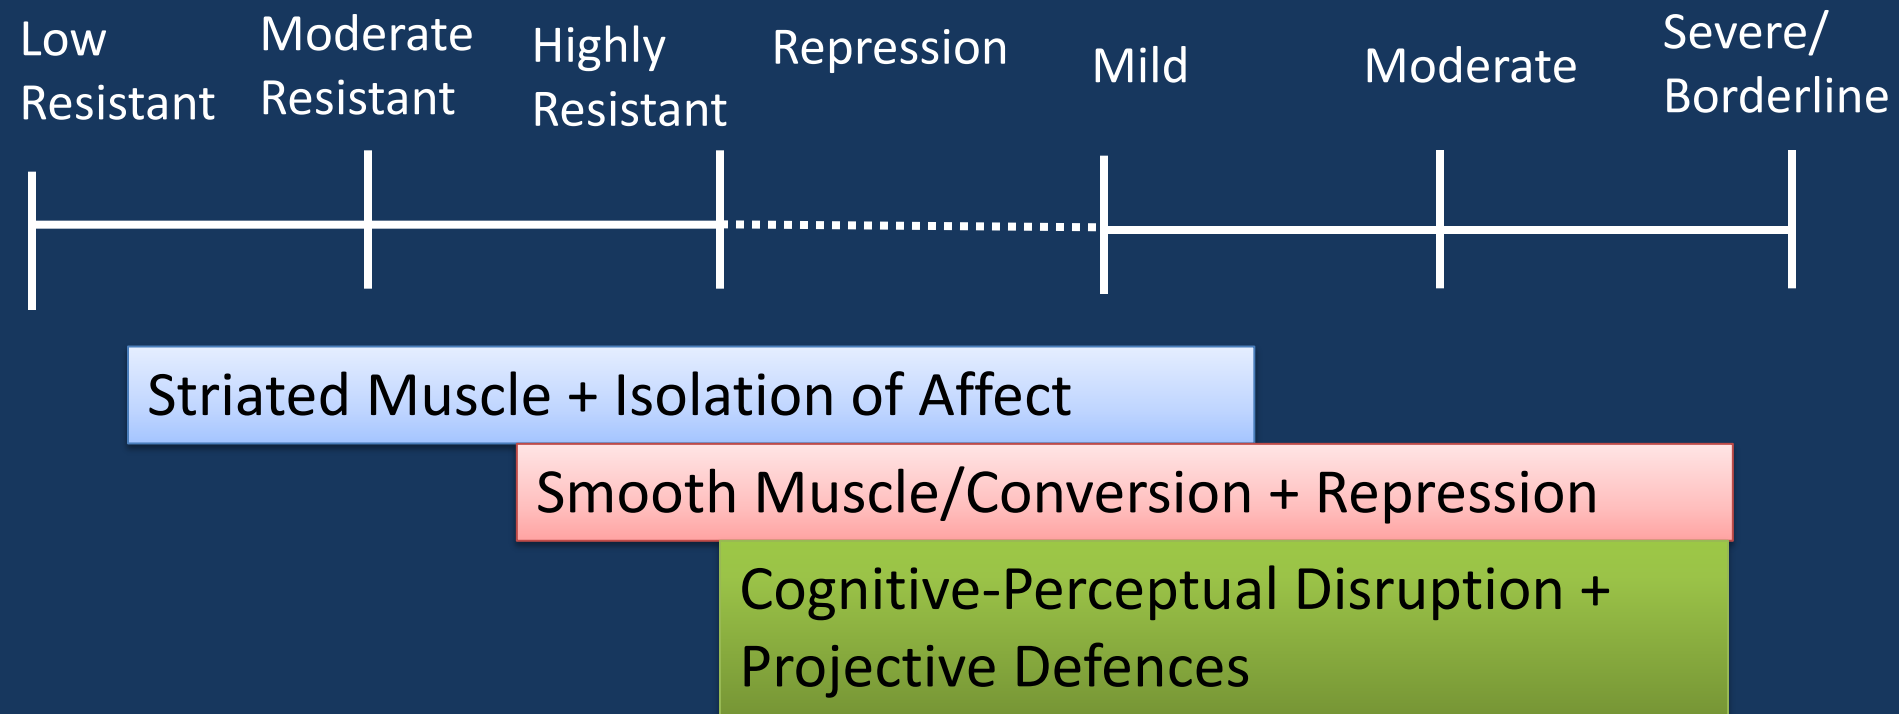 Low
Resistant
Moderate
Resistant
Highly
Resistant
Repression
Mild
Moderate
Severe/
Borderline
Striated Muscle + Isolation of Affect
Smooth Muscle/Conversion + Repression
Cognitive-Perceptual Disruption +
Projective Defences